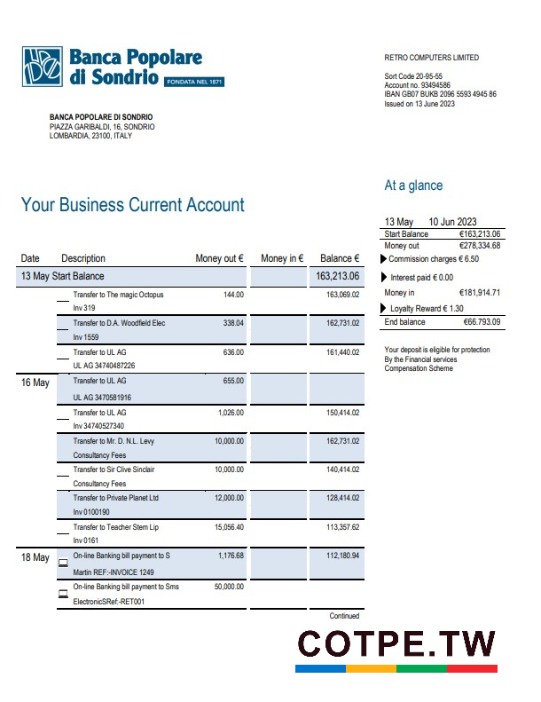 Banca Popolare
di Sondrio FONDATA NEL 1871
RETRO COMPUTERS LIMITED
Sort Code 20-95-55
Account no. 93494586
IBAN GB07 BUKB 2096 5593 4945 86
Issued on 13 June 2023
BANCA POPOLARE DI SONDRIO
PIAZZA GARIBALDI, 16, SONDRIO
LOMBARDIA, 23100, ITALY
At a glance
Your Business Current Account
13 May 10 Jun 2023
Start Balance €163,213.06
Money out €278,334.68
Commission charges € 6.50
Interest paid € 0.00
Money in €181,914.71
Loyalty Reward € 1.30
End balance €66.793.09
Your deposit is eligible for protection
By the Financial services
Compensation Scheme
Date Description Money out € Money in € Balance €
13 May Start Balance 163,213.06
Transfer to The magic Octopus 144.00 163,069.02
Inv 319
Transfer to D.A. Woodfield Elec 338.04 162,731.02
Inv 1559
Transfer to UL AG 636.00 161,440.02
UL AG 34740487226
16 May Transfer to UL AG 655.00
UL AG 3470581916
Transfer to UL AG 1,026.00 150,414.02
Inv 34740527340
Transfer to Mr. D. N.L. Levy 10,000.00 162,731.02
Consultancy Fees
Transfer to Sir Clive Sinclair 10,000.00 140,414.02
Consultancy Fees
Transfer to Private Planet Ltd 12,000.00 128,414.02
Inv 0100190
Transfer to Teacher Stem Lip 15,056.40 113,357.62
Inv 0161
18 May On-line Banking bill payment to S 1,176.68 112,180.94
Martin REF:-INVOICE 1249
On-line Banking bill payment to Sms 50,000.00
ElectronicSRef:-RET001
Continued
COTPE.TW